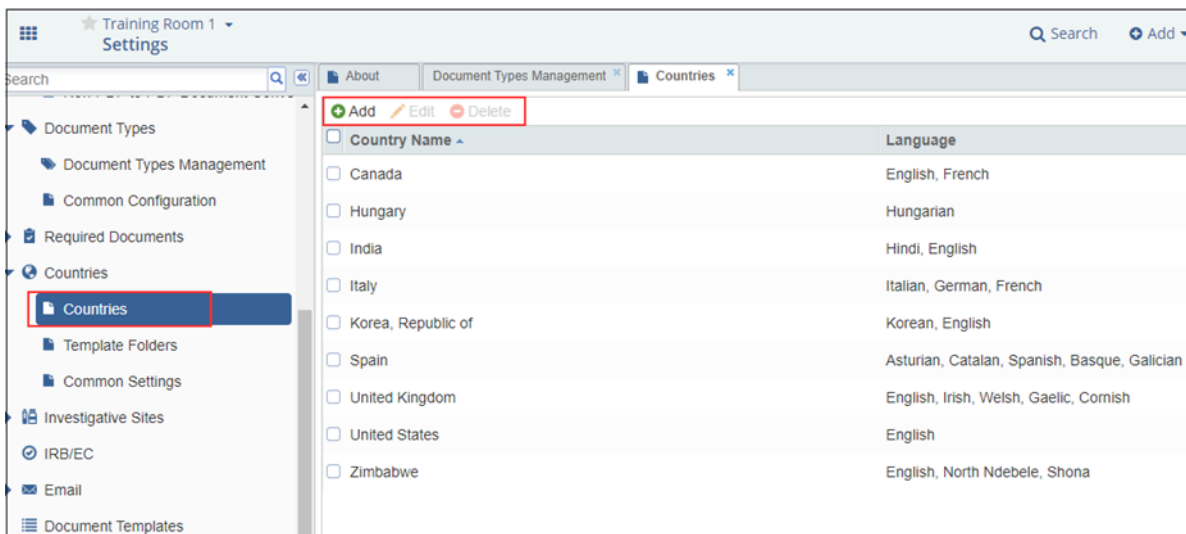 Training Room 1
Settings
Search
Add
Search
About
Document Types Management
Countries
Document Types
Document Types Management
Common Configuration
Required Documents
Countries
Countries
Template Folders
Common Settings
Investigative Sites
IRB/EC
Email
Document Templates
Add Edit Delete
Country Name Language
Canada English, French
Hungary Hungarian
India Hindi, English
Italy Italian, German, French
Korea, Republic of Korean, English
Spain Asturian, Catalan, Spanish, Basque, Galician
United Kingdom English, Irish, Welsh, Gaelic, Cornish
United States English
Zimbabwe English, North Ndebele, Shona